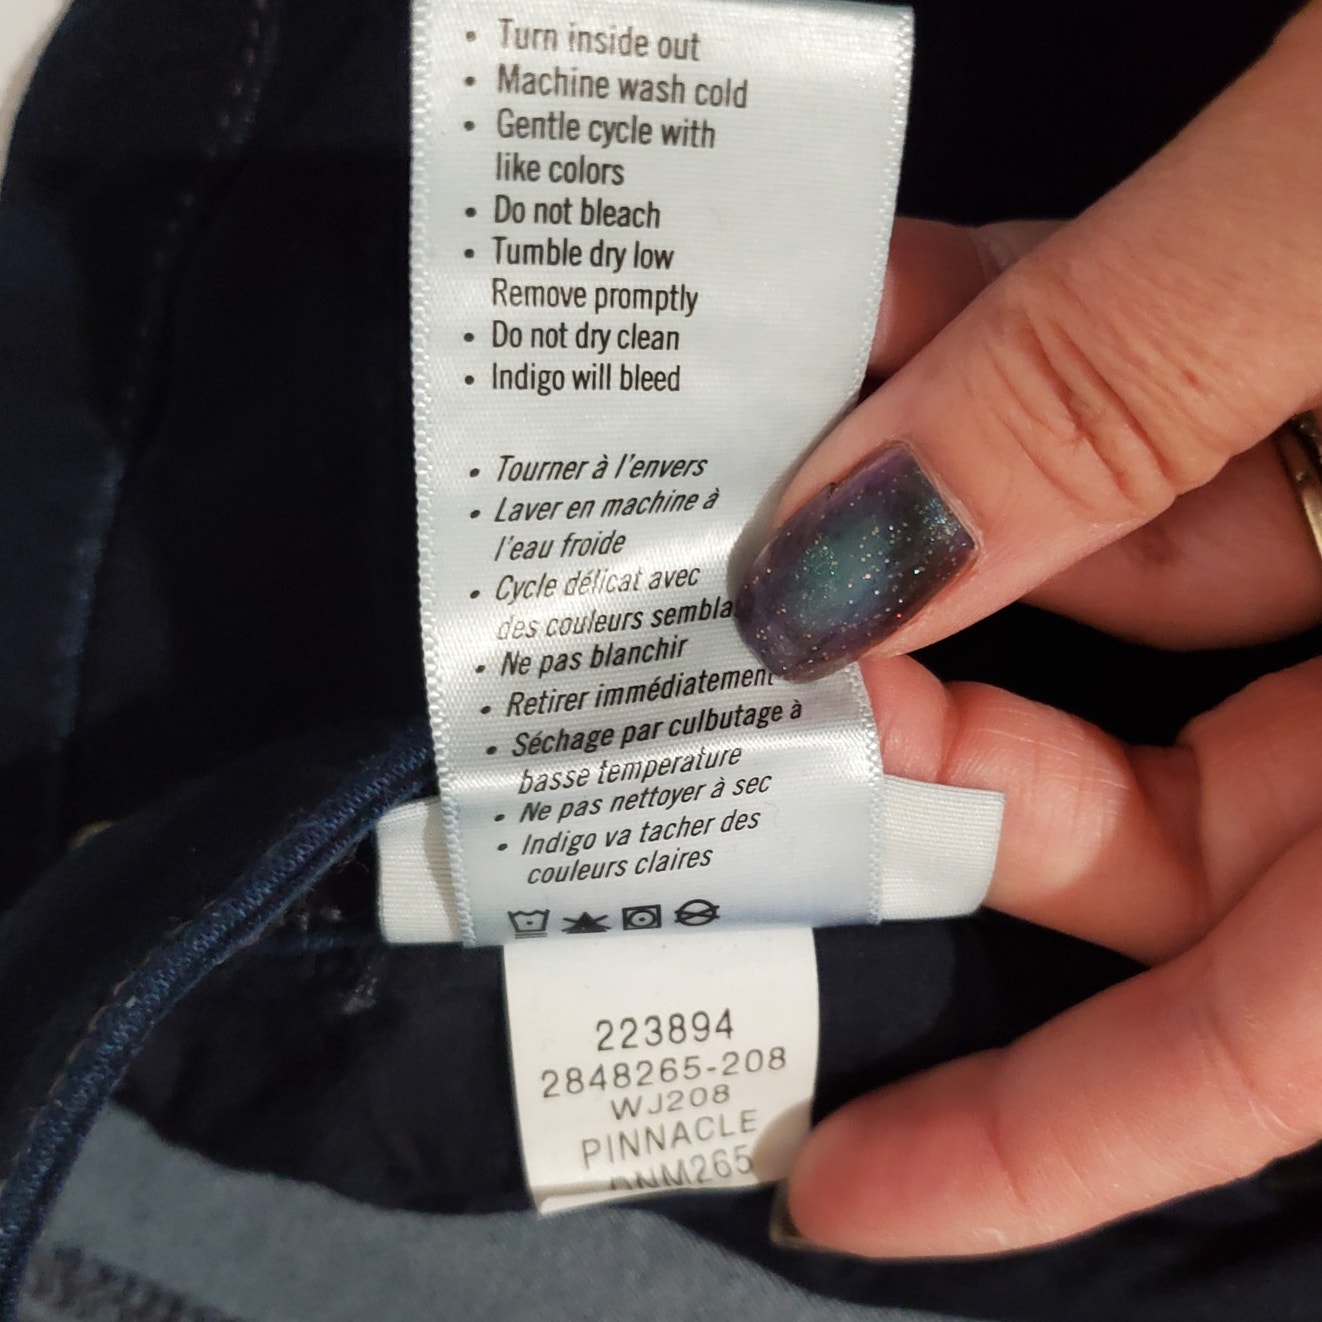 • Turn inside out
• Machine wash cold
• Gentle cycle with
like colors
• Do not bleach
• Tumble dry low
Remove promptly
• Do not dry clean
• Indigo will bleed
• Tourner à l'envers
• Laver en machine à
l'eau froide
• Cycle délicat avec
des couleurs
• Ne pas blanchir
• Retirer immédiatement
• Séchage par culbutage à
basse temperature
• Ne pas nettoyer à sec
• Indigo va tacher des
couleurs claires
223894
2848265-208
WJ208
PINNACLE